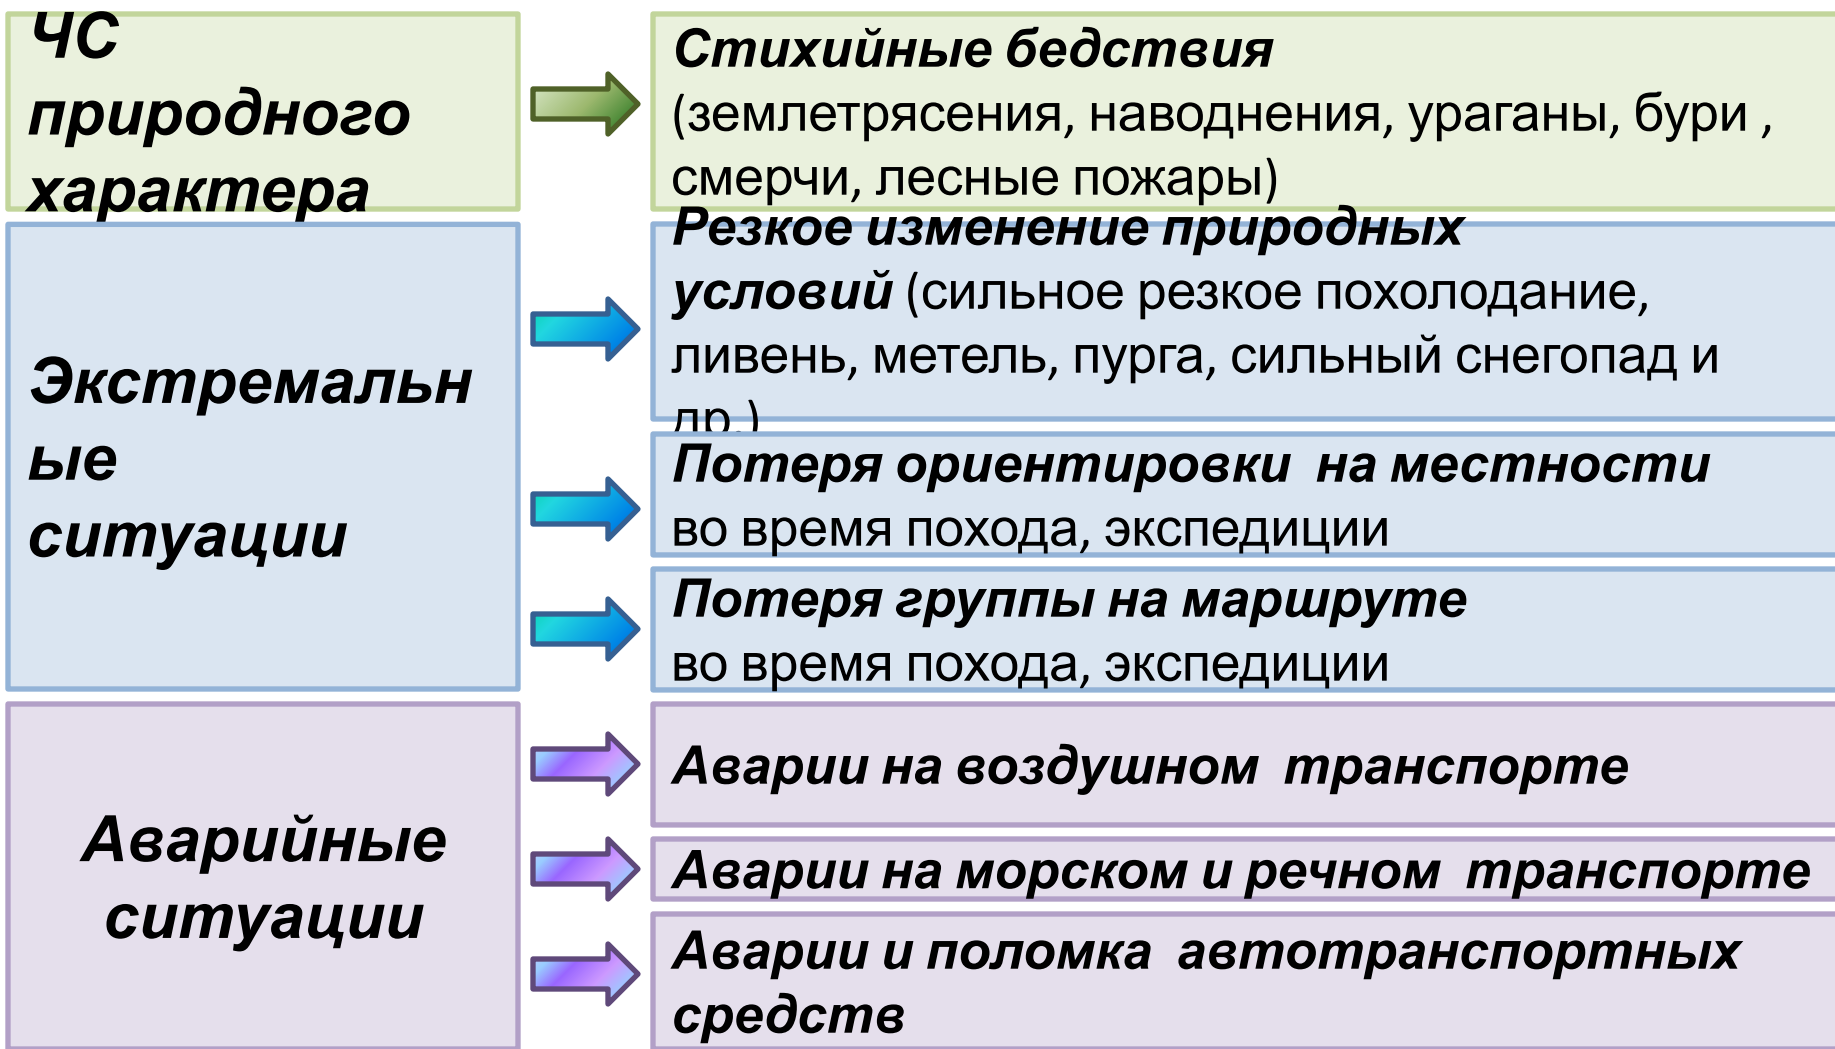 ЧС
природного
характера
Стихийные бедствия
(землетрясения, наводнения, ураганы, бури ,
смерчи, лесные пожары)
Экстремальн
ые
ситуации
Резкое изменение природных
условий (сильное резкое похолодание,
ливень, метель, пурга, сильный снегопад и
др.)
Потеря ориентировки на местности
во время похода, экспедиции
Потеря группы на маршруте
во время похода, экспедиции
Аварийные
ситуации
Аварии на воздушном транспорте
Аварии на морском и речном транспорте
Аварии и поломка автотранспортных
средств